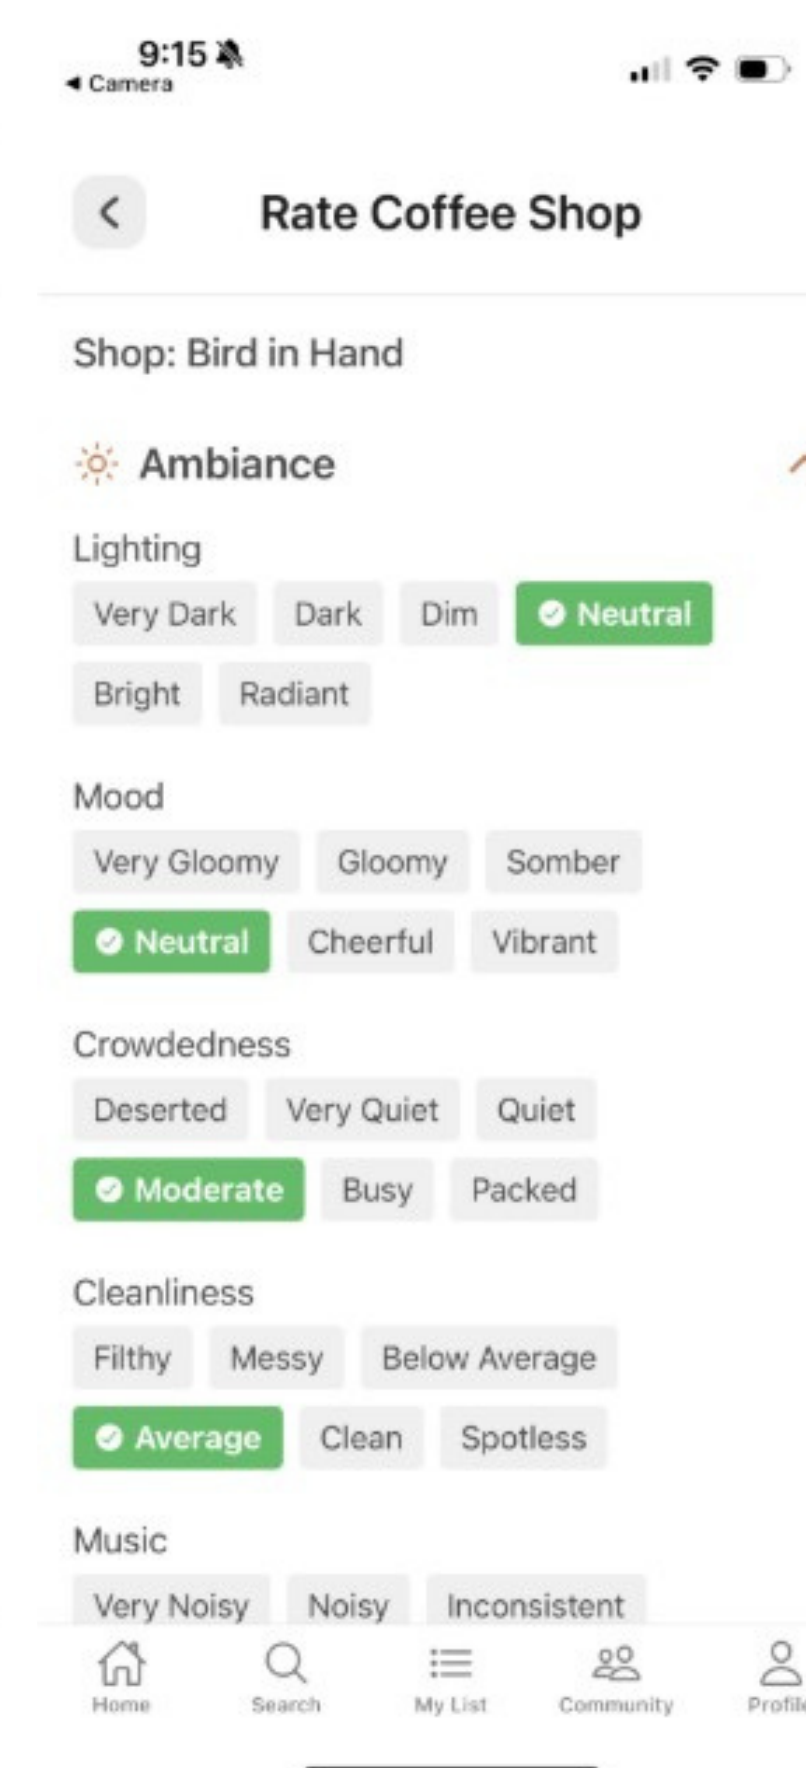 9:15
Camera
Rate Coffee Shop
Shop: Bird in Hand
Ambiance
Lighting
Very Dark Dark Dim Neutral
Bright Radiant
Mood
Very Gloomy Gloomy Somber
Neutral Cheerful Vibrant
Crowdedness
Deserted Very Quiet Quiet
Moderate Busy Packed
Cleanliness
Filthy Messy Below Average
Average Clean Spotless
Music
Very Noisy Noisy Inconsistent
Home Search My List Community Profile